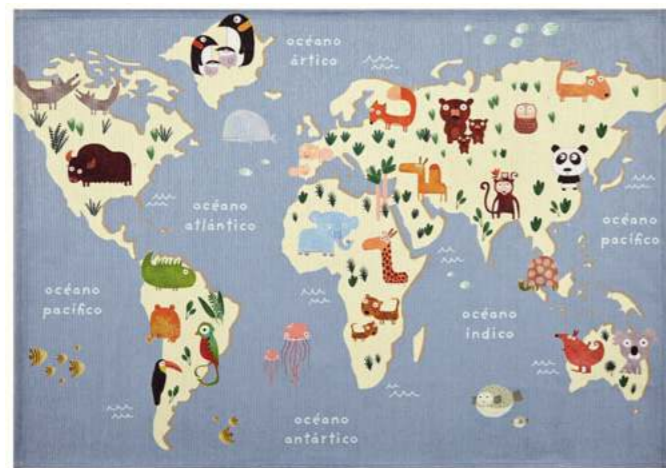 océano
ártico
océano
atlántico
océano
pacífico
océano
pacífico
océano
índico
océano
antártico